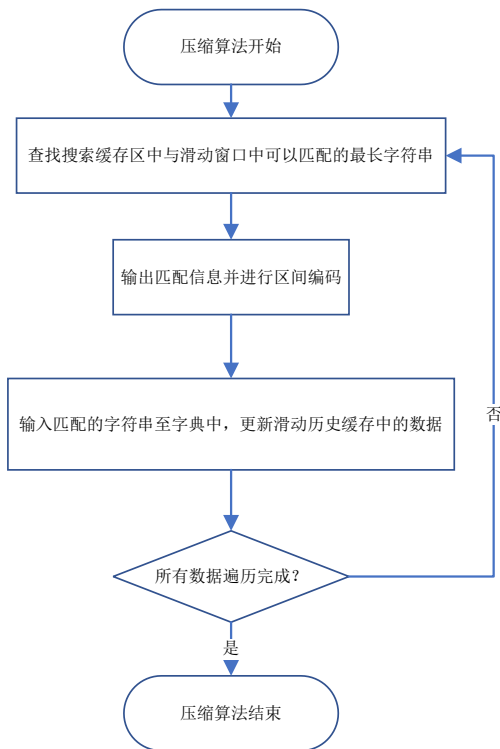 压缩算法开始
查找搜索缓存区中与滑动窗口中可以匹配的最长字符串
输出匹配信息并进行区间编码
输入匹配的字符串至字典中，更新滑动历史缓存中的数据
否
所有数据遍历完成？
是
压缩算法结束